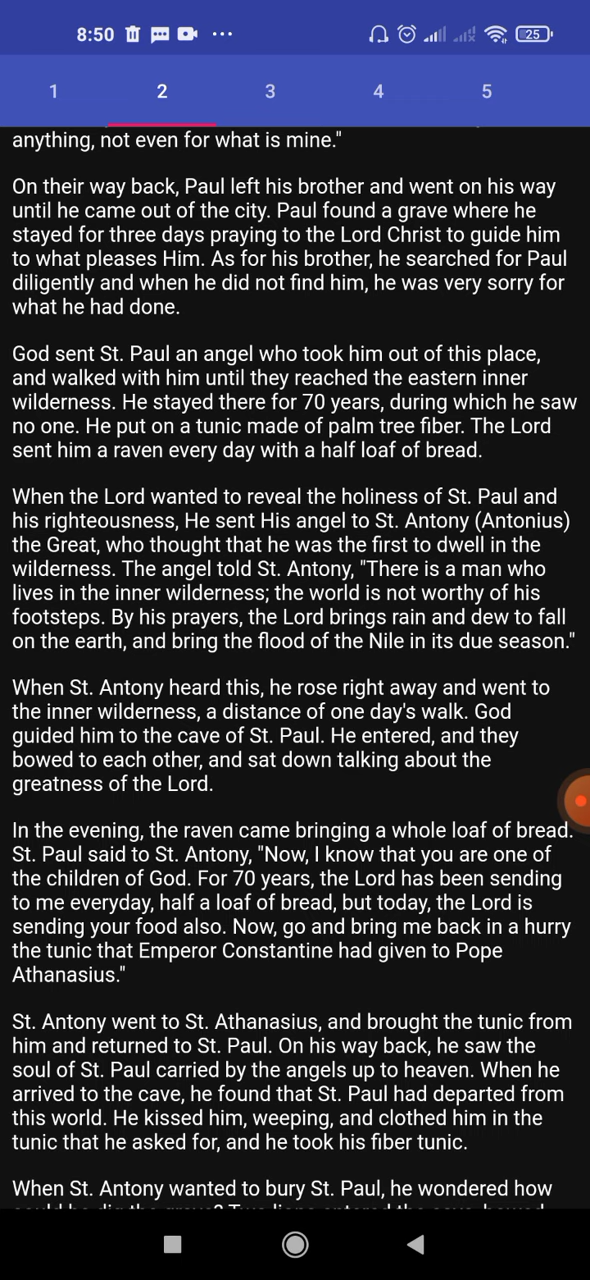 8:50
25
1 2 3 4 5
anything, not even for what is mine."
On their way back, Paul left his brother and went on his way
until he came out of the city. Paul found a grave where he
stayed for three days praying to the Lord Christ to guide him
to what pleases Him. As for his brother, he searched for Paul
diligently and when he did not find him, he was very sorry for
what he had done.
God sent St. Paul an angel who took him out of this place,
and walked with him until they reached the eastern inner
wilderness. He stayed there for 70 years, during which he saw
no one. He put on a tunic made of palm tree fiber. The Lord
sent him a raven every day with a half loaf of bread.
When the Lord wanted to reveal the holiness of St. Paul and
his righteousness, He sent His angel to St. Antony (Antonius)
the Great, who thought that he was the first to dwell in the
wilderness. The angel told St. Antony, "There is a man who
lives in the inner wilderness; the world is not worthy of his
footsteps. By his prayers, the Lord brings rain and dew to fall
on the earth, and bring the flood of the Nile in its due season."
When St. Antony heard this, he rose right away and went to
the inner wilderness, a distance of one day's walk. God
guided him to the cave of St. Paul. He entered, and they
bowed to each other, and sat down talking about the
greatness of the Lord.
In the evening, the raven came bringing a whole loaf of bread.
St. Paul said to St. Antony, "Now, I know that you are one of
the children of God. For 70 years, the Lord has been sending
to me everyday, half a loaf of bread, but today, the Lord is
sending your food also. Now, go and bring me back in a hurry
the tunic that Emperor Constantine had given to Pope
Athanasius."
St. Antony went to St. Athanasius, and brought the tunic from
him and returned to St. Paul. On his way back, he saw the
soul of St. Paul carried by the angels up to heaven. When he
arrived to the cave, he found that St. Paul had departed from
this world. He kissed him, weeping, and clothed him in the
tunic that he asked for, and he took his fiber tunic.
When St. Antony wanted to bury St. Paul, he wondered how